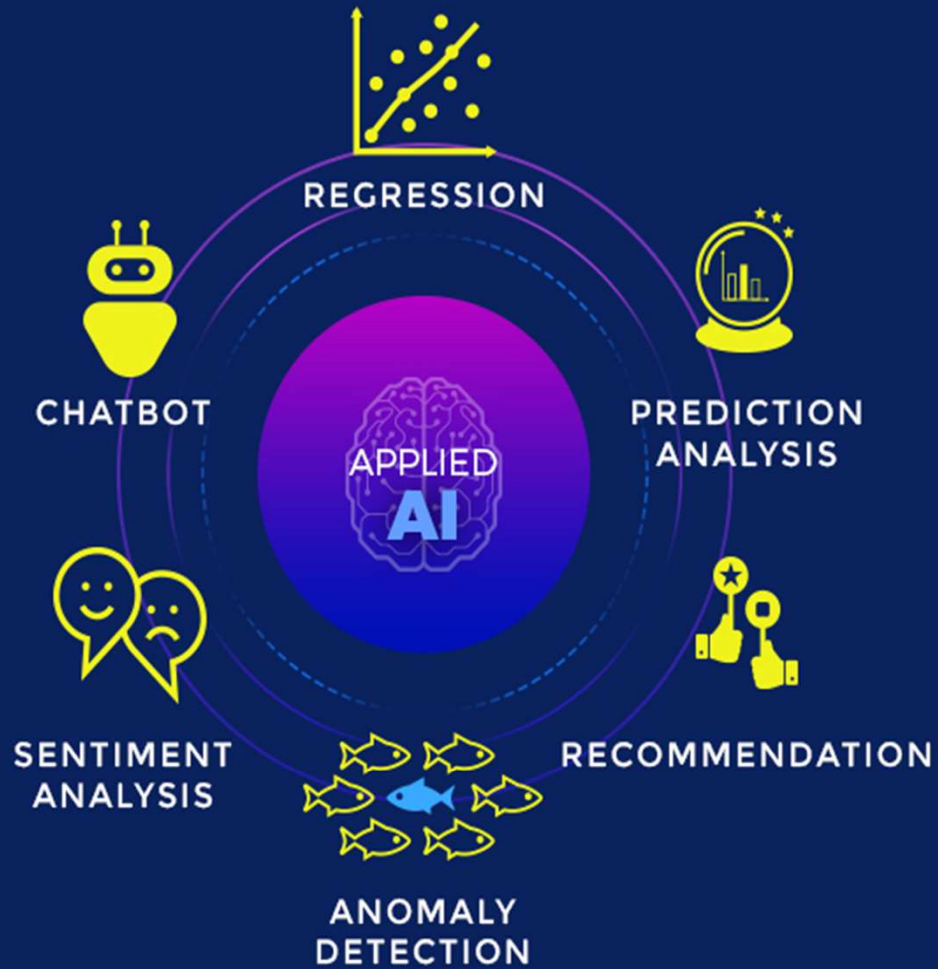 REGRESSION
CHATBOT
PREDICTION
ANALYSIS
APPLIED
AI
SENTIMENT
ANALYSIS
RECOMMENDATION
ANOMALY
DETECTION